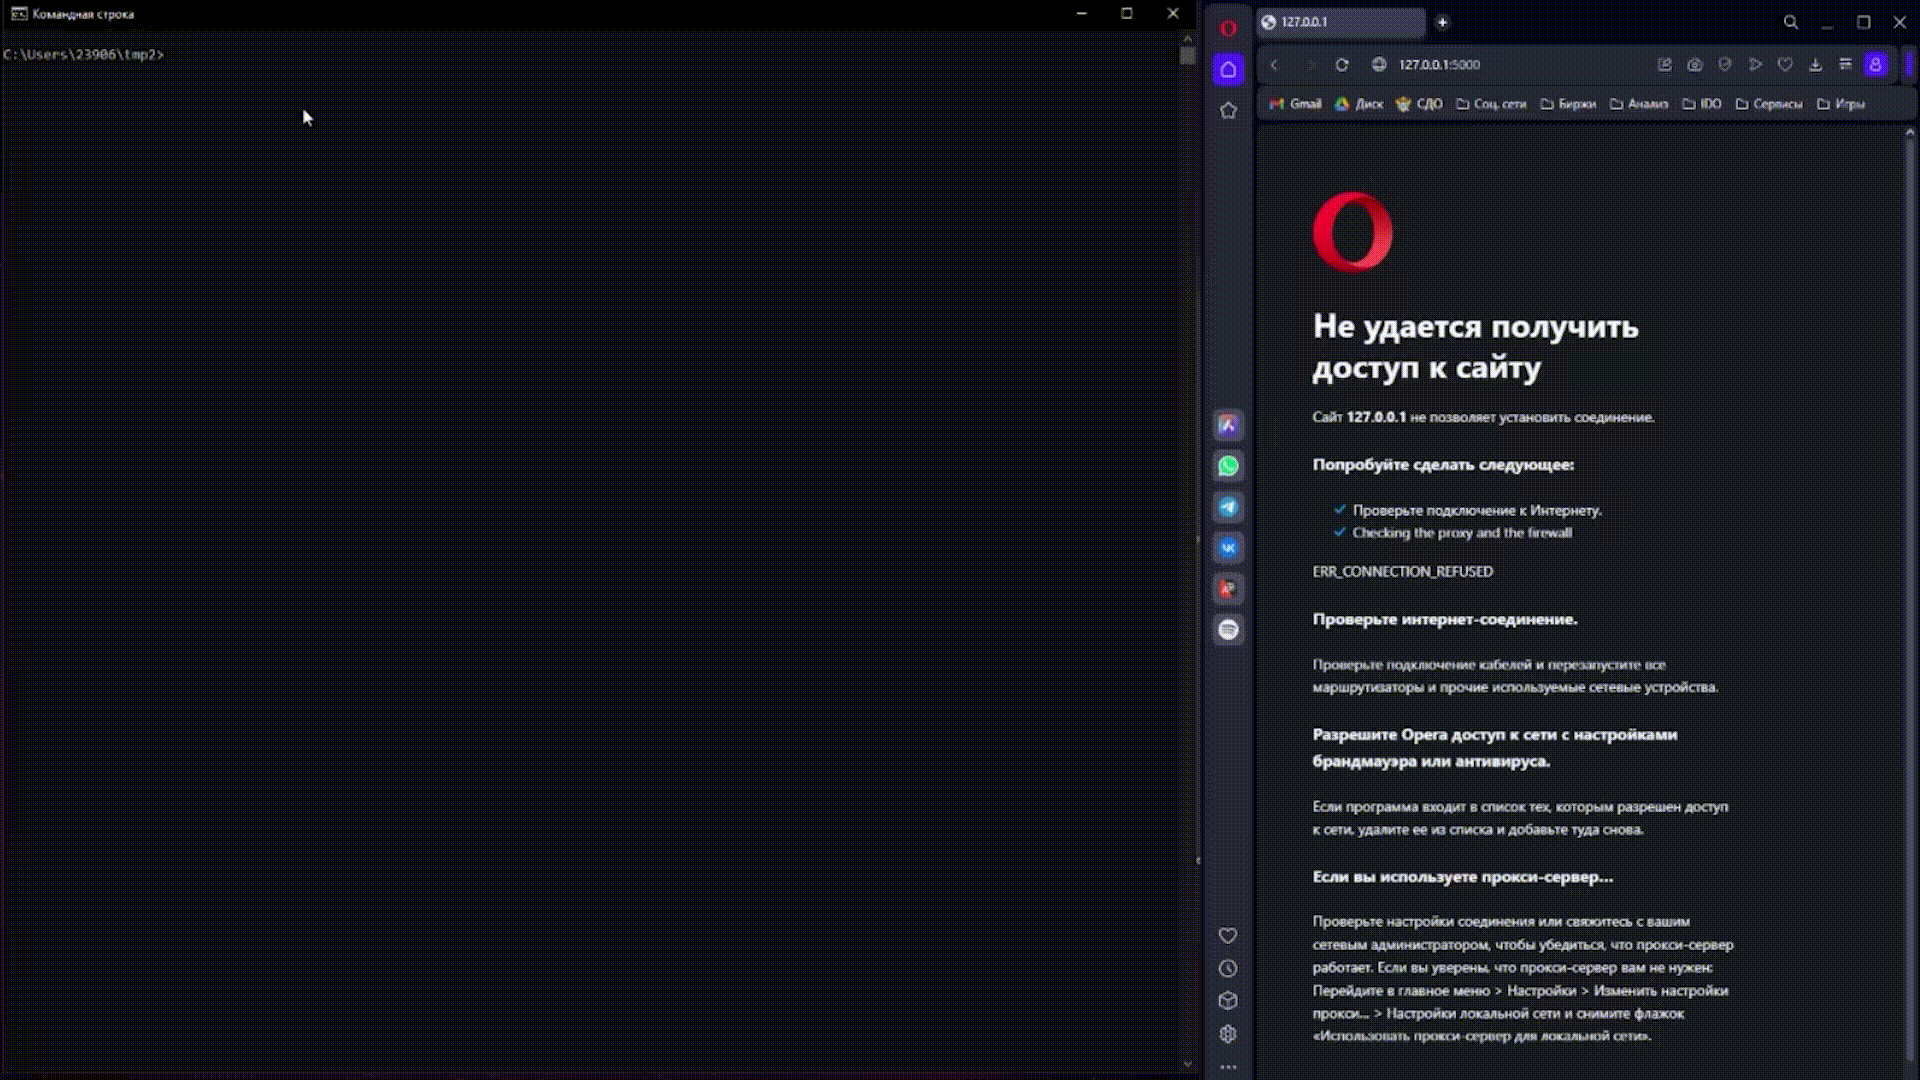 Командная строка
C:\Users\23906\tmp2>
127.0.0.1
127.0.0.1:5000
Gmail Диск СДО Соц. сети Биржи Анализ IDO Сервисы Игры
Не удается получить
доступ к сайту
Сайт 127.0.0.1 не позволяет установить соединение.
Попробуйте сделать следующее:
Проверьте подключение к Интернету.
Checking the proxy and the firewall
ERR_CONNECTION_REFUSED
Проверьте интернет-соединение.
Проверьте подключение кабелей и перезапустите все
маршрутизаторы и прочие используемые сетевые устройства.
Разрешите Opera доступ к сети с настройками
брандмауэра или антивируса.
Если программа входит в список тех, которым разрешен доступ
к сети, удалите ее из списка и добавьте туда снова.
Если вы используете прокси-сервер...
Проверьте настройки соединения или свяжитесь с вашим
сетевым администратором, чтобы убедиться, что прокси-сервер
работает. Если вы уверены, что прокси-сервер вам не нужен:
Перейдите в главное меню > Настройки > Изменить настройки
прокси... > Настройки локальной сети и снимите флажок
«Использовать прокси-сервер для локальной сети».